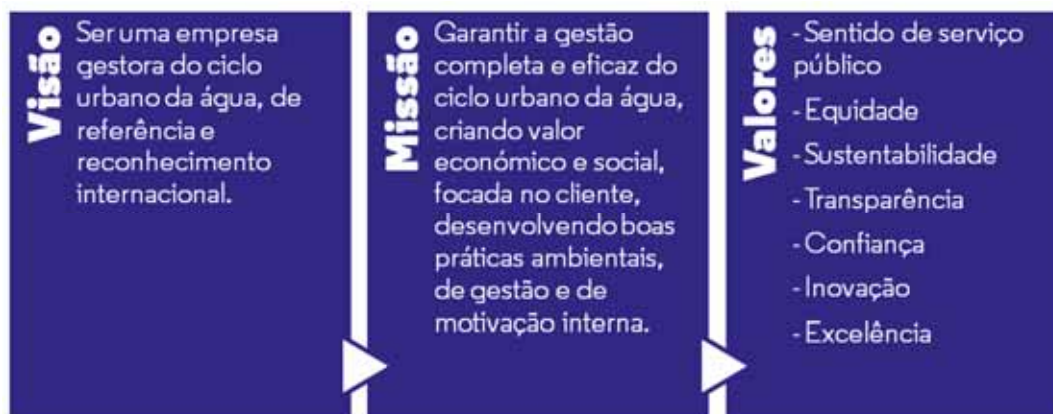 Visão
Ser uma empresa
gestora do ciclo
urbano da água, de
referência e
reconhecimento
internacional.
Missão
Garantir a gestão
completa e eficaz do
ciclo urbano da água,
criando valor
económico e social,
focada no cliente,
desenvolvendo boas
práticas ambientais,
de gestão e de
motivação interna.
Valores
- Sentido de serviço
público
- Equidade
- Sustentabilidade
- Transparência
- Confiança
- Inovação
- Excelência